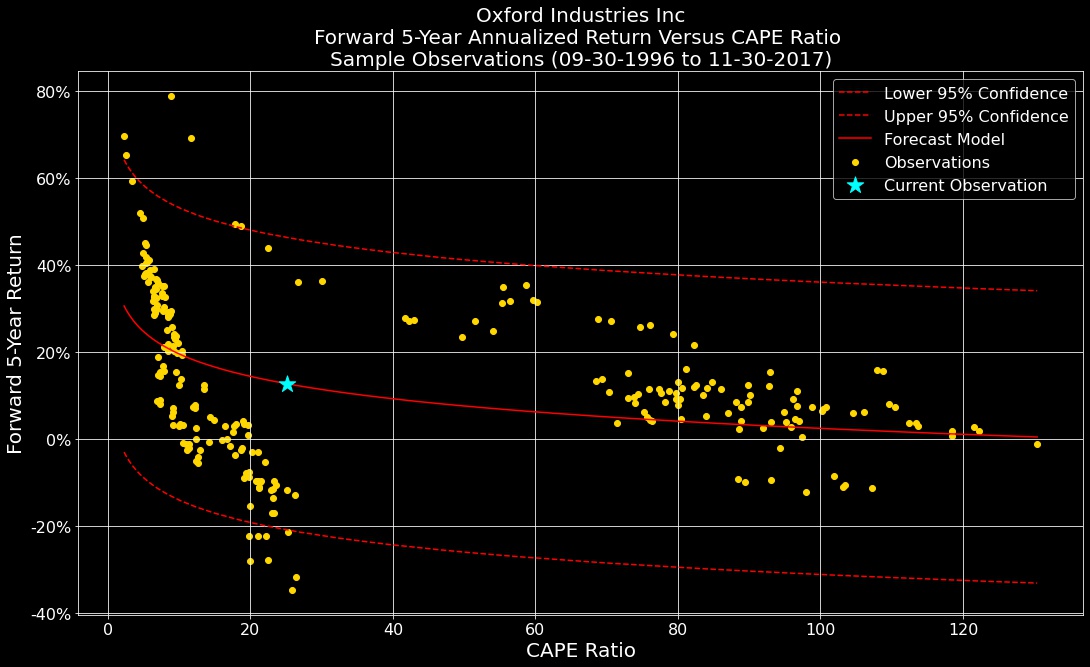 Oxford Industries Inc
Forward 5-Year Annualized Return Versus CAPE Ratio
Sample Observations (09-30-1996 to 11-30-2017)
Lower 95% Confidence
Upper 95% Confidence
Forecast Model
Observations
Current Observation
Forward 5-Year Return
80%
60%
40%
20%
0%
-20%
-40%
0 20 40 60 80 100 120
CAPE Ratio